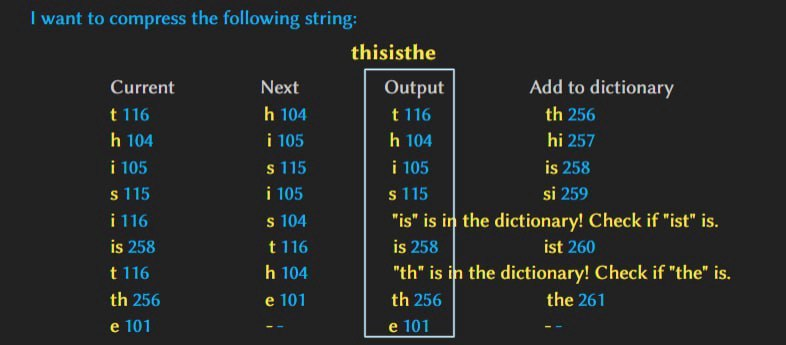 I want to compress the following string:
thisisthe
Current Next Output Add to dictionary
t 116 h 104 t 116 th 256
h 104 i 105 h 104 hi 257
i 105 s 115 i 105 is 258
s 115 i 105 s 115 si 259
i 116 s 104 "is" is in the dictionary! Check if "ist" is.
is 258 t 116 is 258 ist 260
t 116 h 104 "th" is in the dictionary! Check if "the" is.
th 256 e 101 th 256 the 261
e 101 -- e 101 --